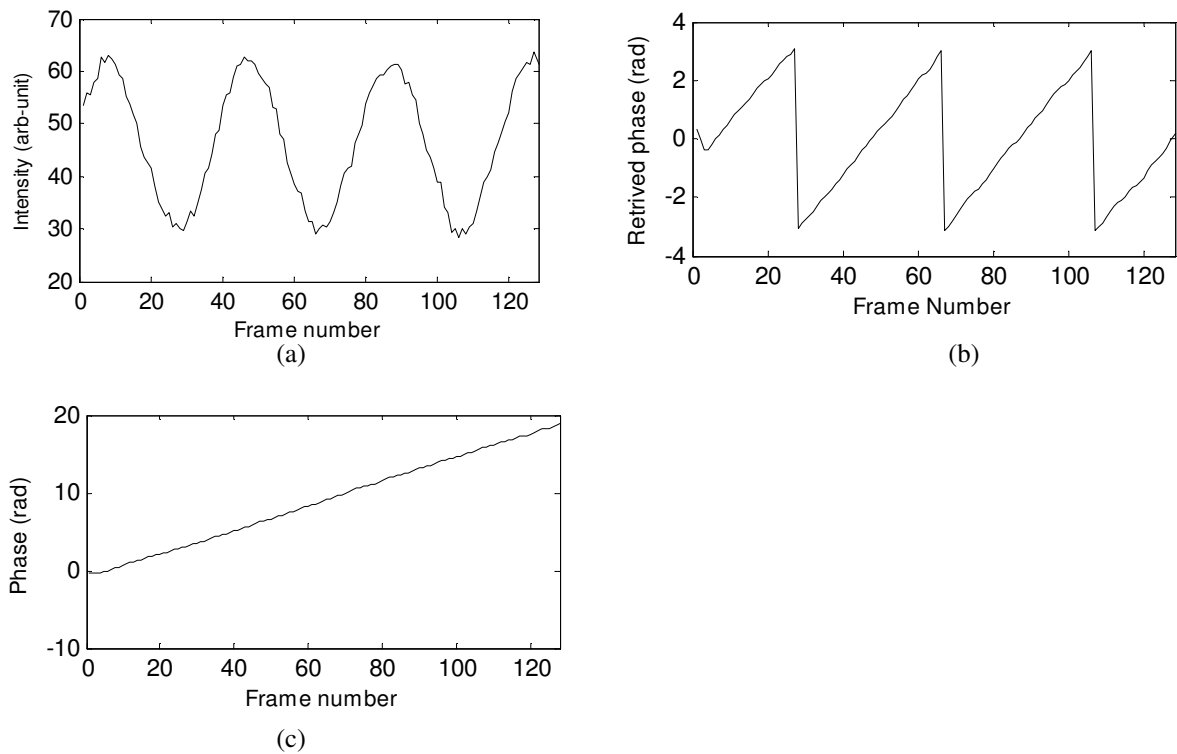 70
60
50
40
30
20
0 20 40 60 80 100 120
Intensity (arb-unit)
Frame number
(a)
4
2
0
-2
-4
0 20 40 60 80 100 120
Retrived phase (rad)
Frame Number
(b)
20
10
0
-10
0 20 40 60 80 100 120
Phase (rad)
Frame number
(c)